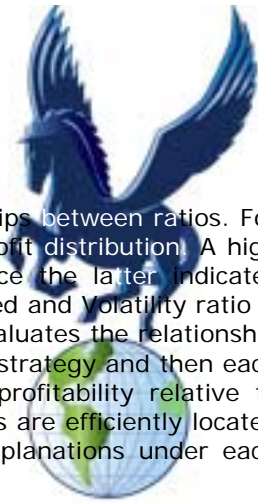 ips between ratios. Fo
ofit distribution. A hig
ce the latter indicate
ed and Volatility ratio
aluates the relationsh
strategy and then eac
profitability relative t
s are efficiently locate
planations under eac